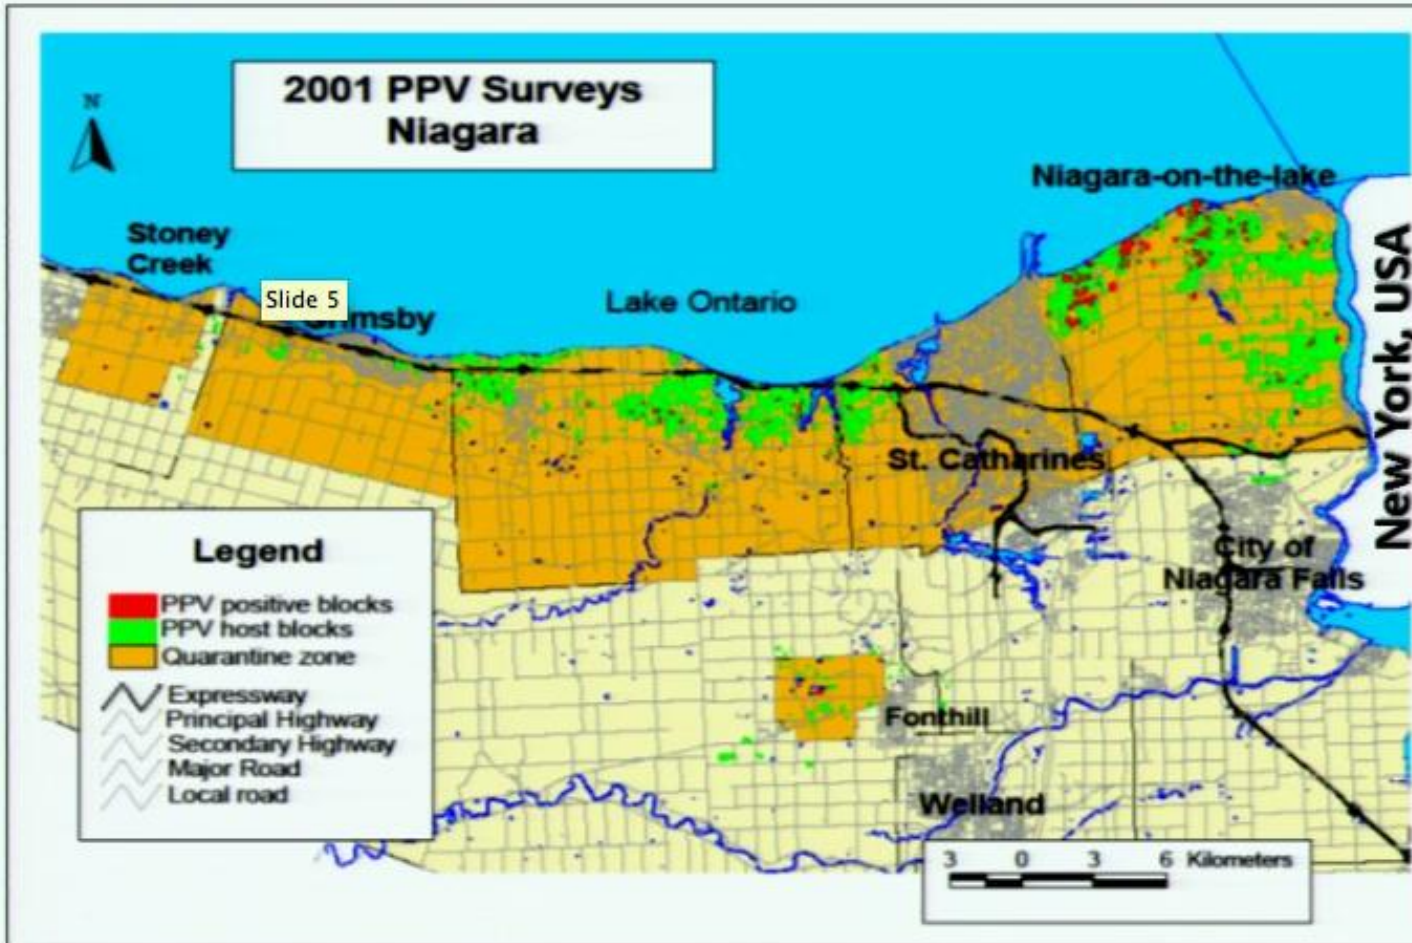 2001 PPV Surveys
Niagara
N
Niagara-on-the-lake
Stoney
Creek
Slide 5
Grimsby
Lake Ontario
New York, USA
St. Catharines
City of
Niagara Falls
Legend
PPV positive blocks
PPV host blocks
Quarantine zone
Expressway
Principal Highway
Secondary Highway
Major Road
Local road
Fonthill
Welland
3 0 3 6 Kilometers